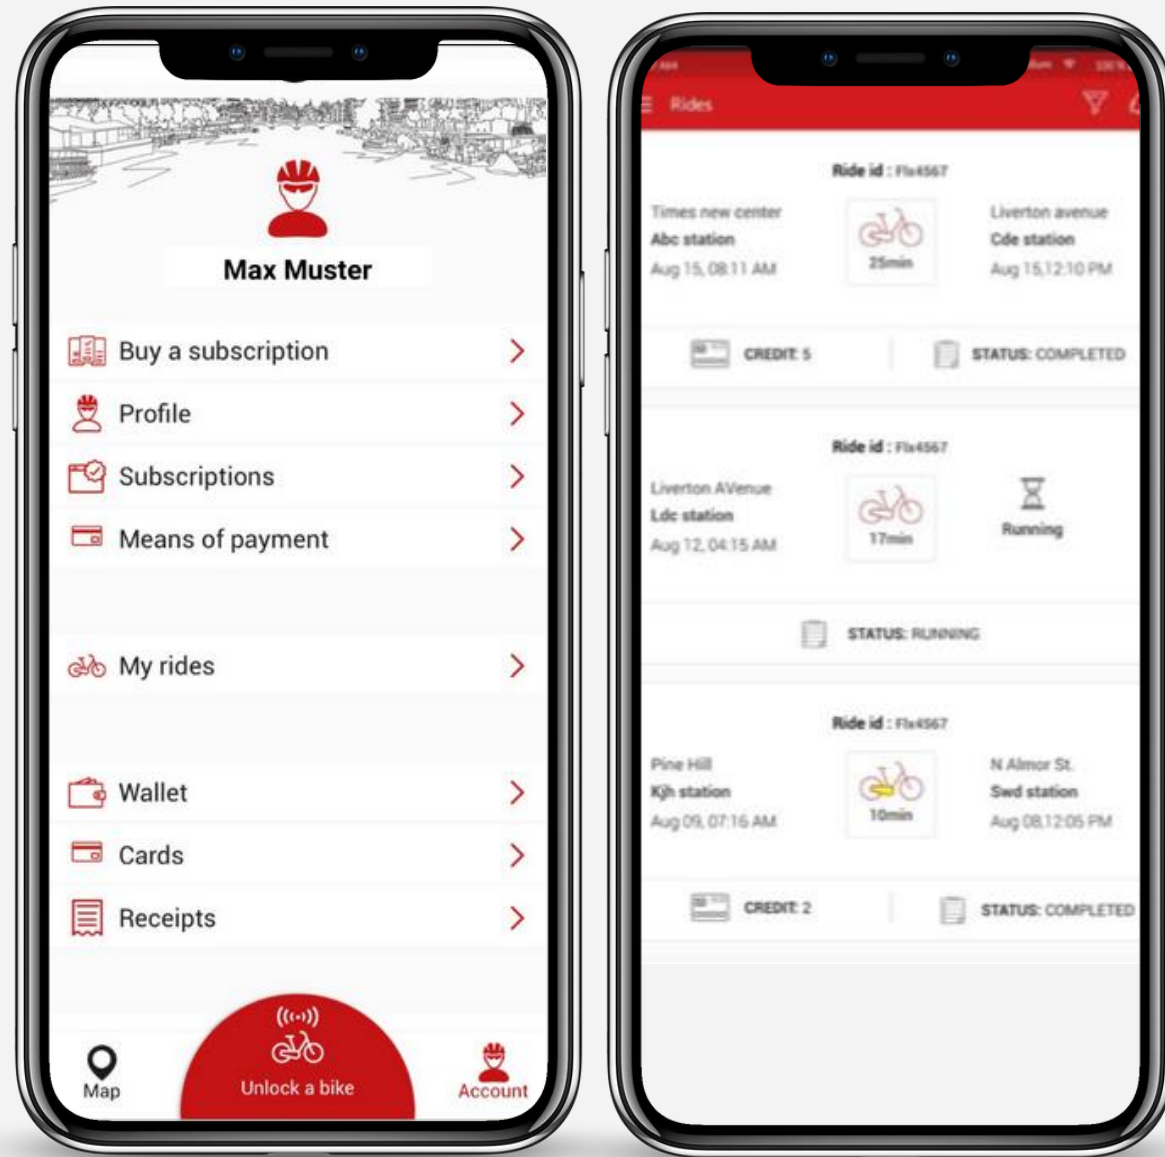 Max Muster
Buy a subscription
Profile
Subscriptions
Means of payment
My rides
Wallet
Cards
Receipts
Map
Unlock a bike
Account
Rides
Ride id : Flx4567
Times new center
Abc station
Aug 15, 08:11 AM
25min
Liverton avenue
Cde station
Aug 15,12:10 PM
CREDIT: 5
STATUS: COMPLETED
Ride id : Flx4567
Liverton AVenue
Ldc station
Aug 12, 04:15 AM
17min
Running
STATUS: RUNNING
Ride id : Flx4567
Pine Hill
Kjh station
Aug 09, 07:16 AM
10min
N Almor St.
Swd station
Aug 08,12:05 PM
CREDIT: 2
STATUS: COMPLETED